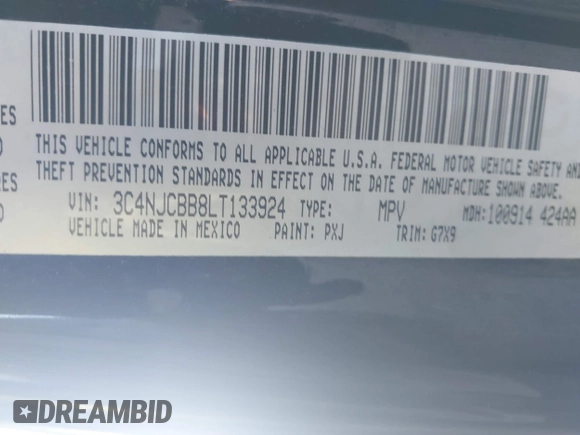 ES
THIS VEHICLE CONFORMS TO ALL APPLICABLE U.S.A. FEDERAL MOTOR VEHICLE SAFETY AND
THEFT PREVENTION STANDARDS IN EFFECT ON THE DATE OF MANUFACTURE SHOWN ABOVE.
RES
VIN: 3C4NJCBB8LT133924 TYPE: MPV MDH: 100914 424AA
VEHICLE MADE IN MEXICO PAINT: PXJ TRIM: G7X9
DREAMBID